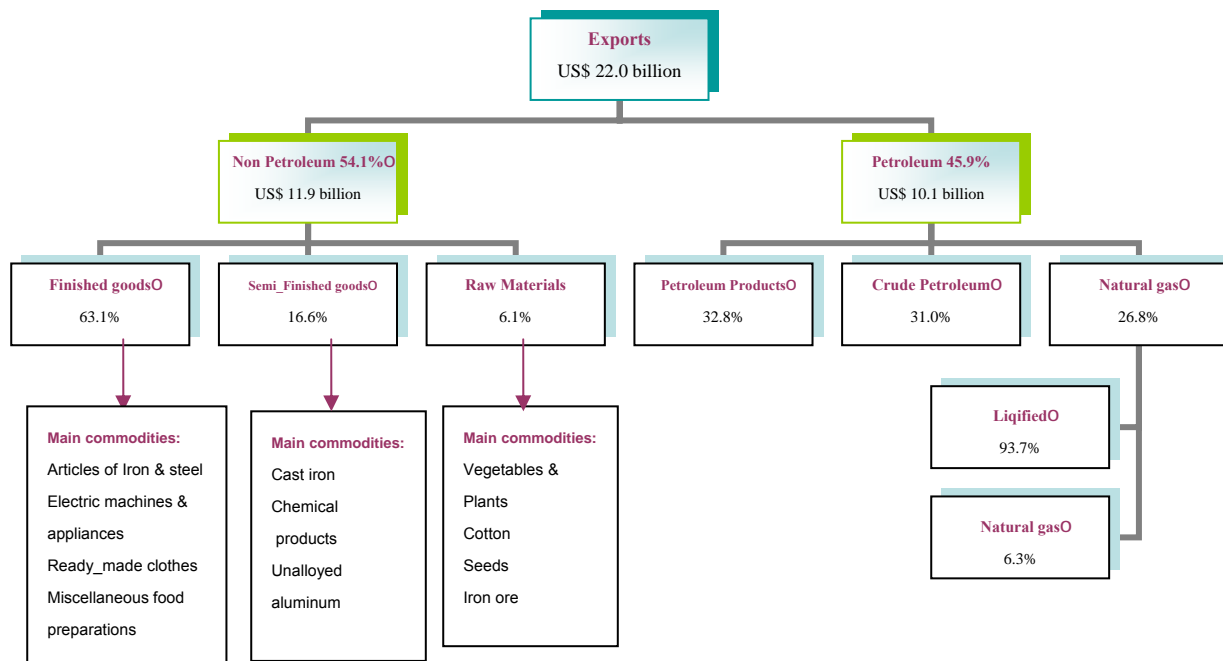 Exports
US$ 22.0 billion
Non Petroleum 54.1%O
US$ 11.9 billion
Petroleum 45.9%
US$ 10.1 billion
Finished goodsO
63.1%
Semi_Finished goodsO
16.6%
Raw Materials
6.1%
Petroleum ProductsO
32.8%
Crude PetroleumO
31.0%
Natural gasO
26.8%
Main commodities:
Articles of Iron & steel
Electric machines &
appliances
Ready_made clothes
Miscellaneous food
preparations
Main commodities:
Cast iron
Chemical
products
Unalloyed
aluminum
Main commodities:
Vegetables &
Plants
Cotton
Seeds
Iron ore
LiqifiedO
93.7%
Natural gasO
6.3%